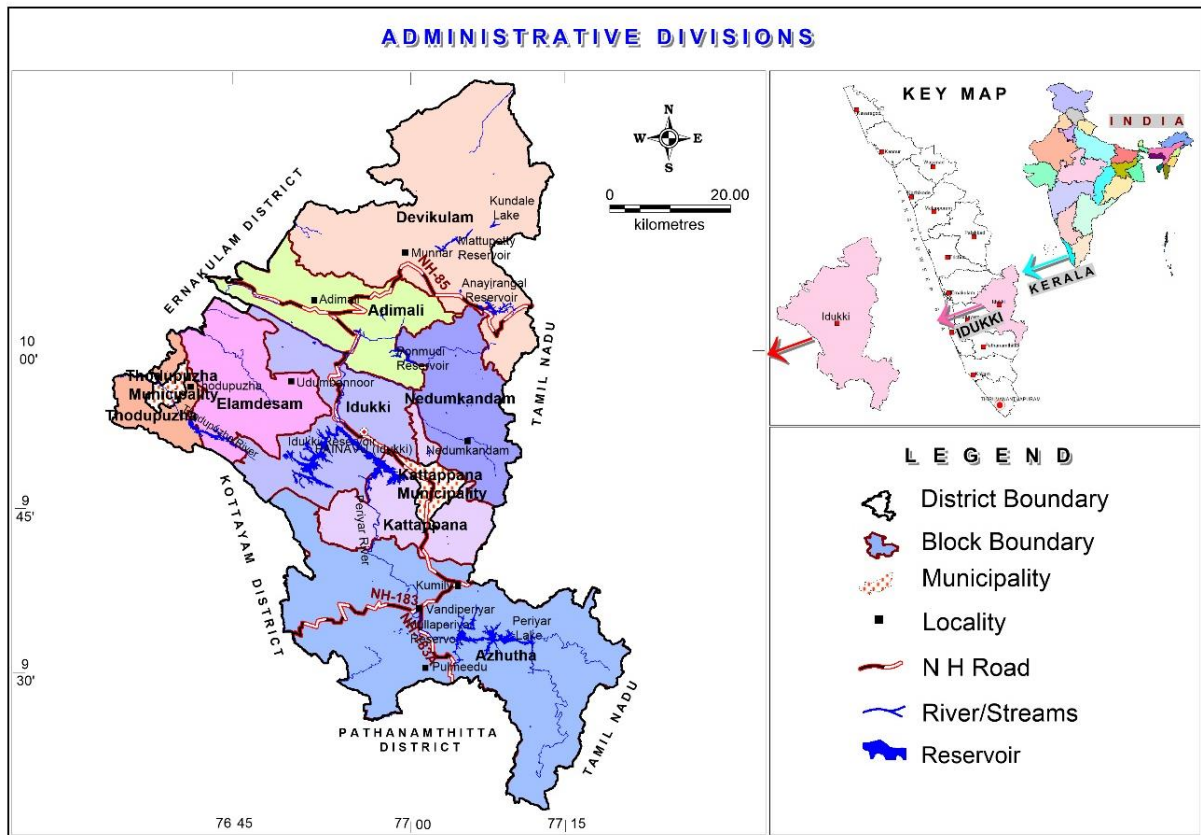 ADMINISTRATIVE DIVISIONS
N
W E
S
20.00
0
kilometres
ERNAKULAM DISTRICT
Devikulam
Kundale
Lake
Munnar
Mattupetty
Reservoir
NH-85
Anayirangal
Reservoir
Adimali
Adimali
10
00'
Ponmudi
Reservoir
TAMIL NADU
Thodupuzha
Municipality
Thodupuzha
Thodupuzha
Elamdesam
Udumbannoor
Idukki
Nedumkandam
Thodupuzha River
Idukki Reservoir
PAINAVU (Idukki)
Nedumkandam
Kattappana
Municipality
9
45'
KOTTAYAM DISTRICT
Periyar River
Kattappana
Kumily
NH-183
Vandiperiyar
Mullaperiyar
Reservoir
Periyar
Lake
Azhutha
9
30'
PATHANAMTHITTA
DISTRICT
TAMIL NADU
76 45
77 00
77 15
KEY MAP
INDIA
KERALA
IDUKKI
Idukki
LEGEND
District Boundary
Block Boundary
Municipality
Locality
N H Road
River/Streams
Reservoir